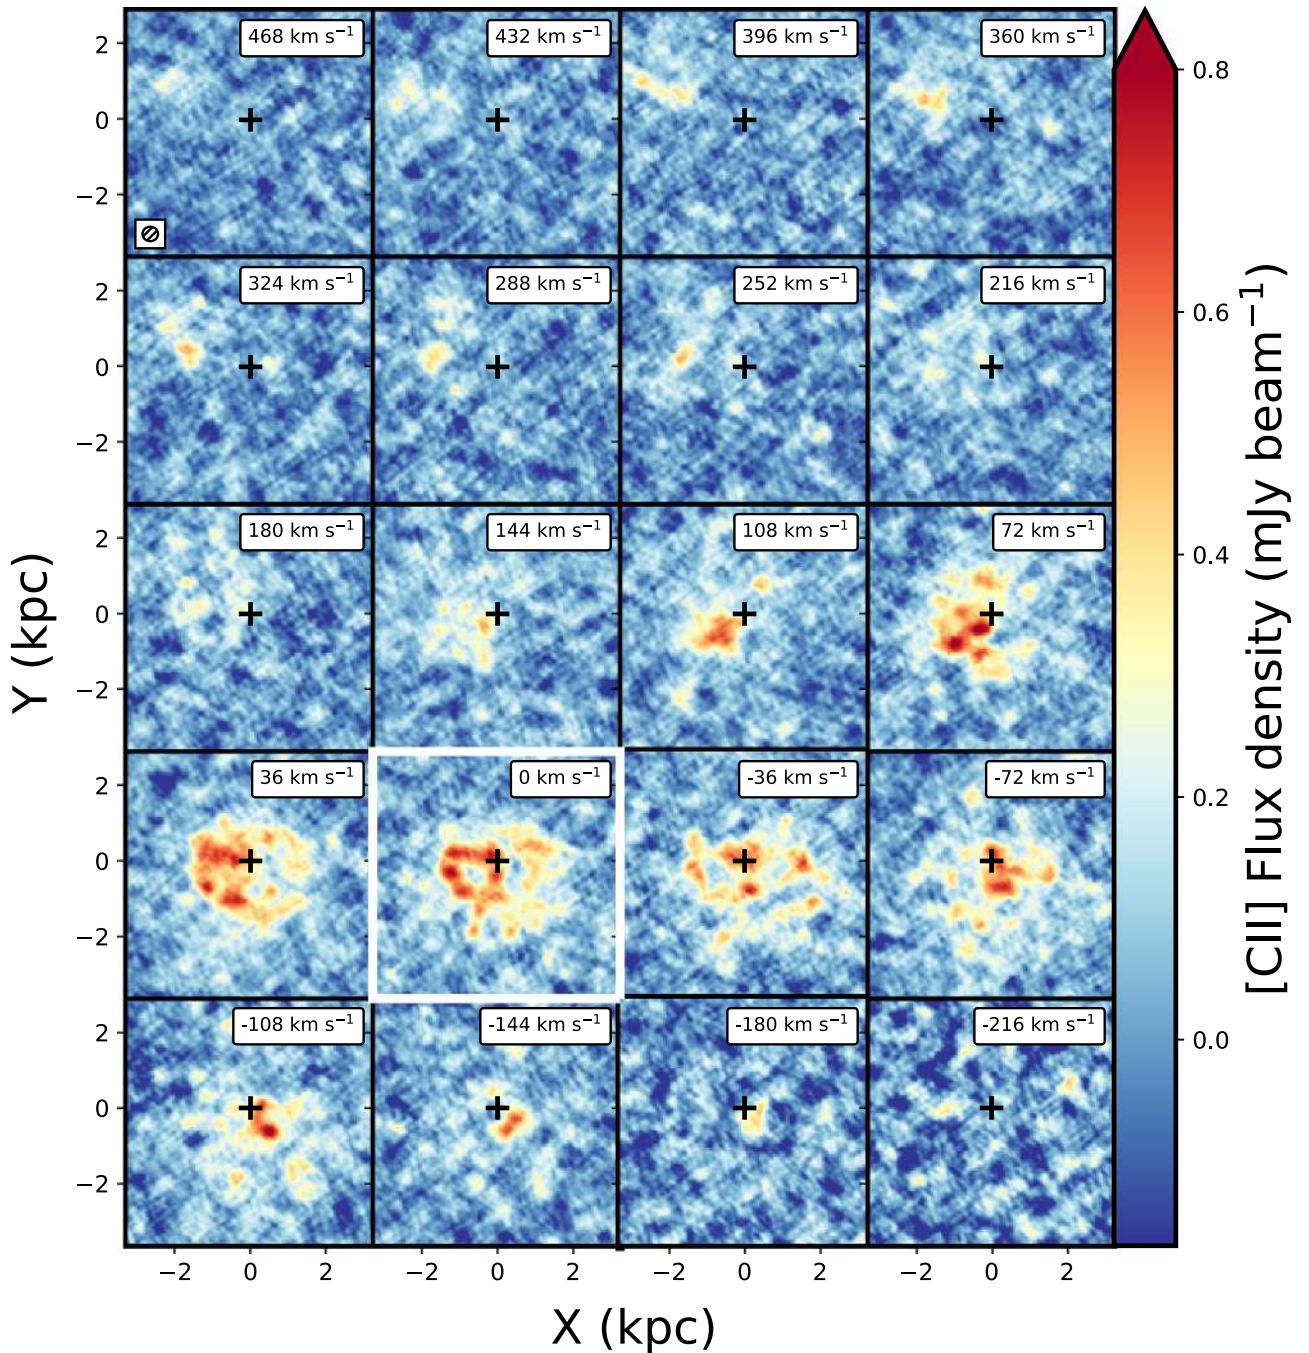 468 km s⁻¹ 432 km s⁻¹ 396 km s⁻¹ 360 km s⁻¹
2
0
−2
324 km s⁻¹ 288 km s⁻¹ 252 km s⁻¹ 216 km s⁻¹
2
0
−2
180 km s⁻¹ 144 km s⁻¹ 108 km s⁻¹ 72 km s⁻¹
2
0
−2
36 km s⁻¹ 0 km s⁻¹ -36 km s⁻¹ -72 km s⁻¹
2
0
−2
-108 km s⁻¹ -144 km s⁻¹ -180 km s⁻¹ -216 km s⁻¹
2
0
−2
−2 0 2 −2 0 2 −2 0 2 −2 0 2
X (kpc)
Y (kpc)
0.8
0.6
0.4
0.2
0.0
[CII] Flux density (mJy beam⁻¹)